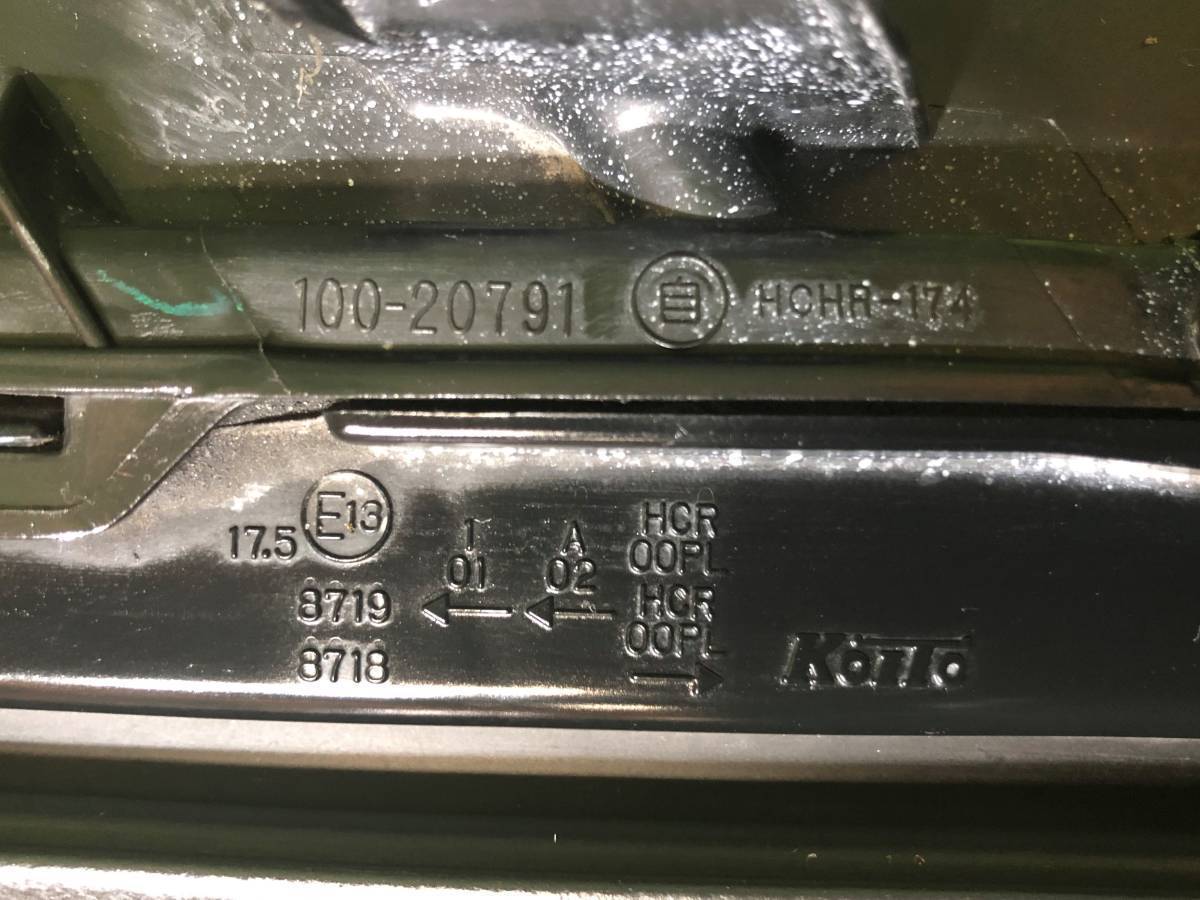 100-20791 自 HCHR-174
17.5 E13 1 A HCR
01 02 00PL
8719 ← ← HCR
00PL
8718 → KOITO